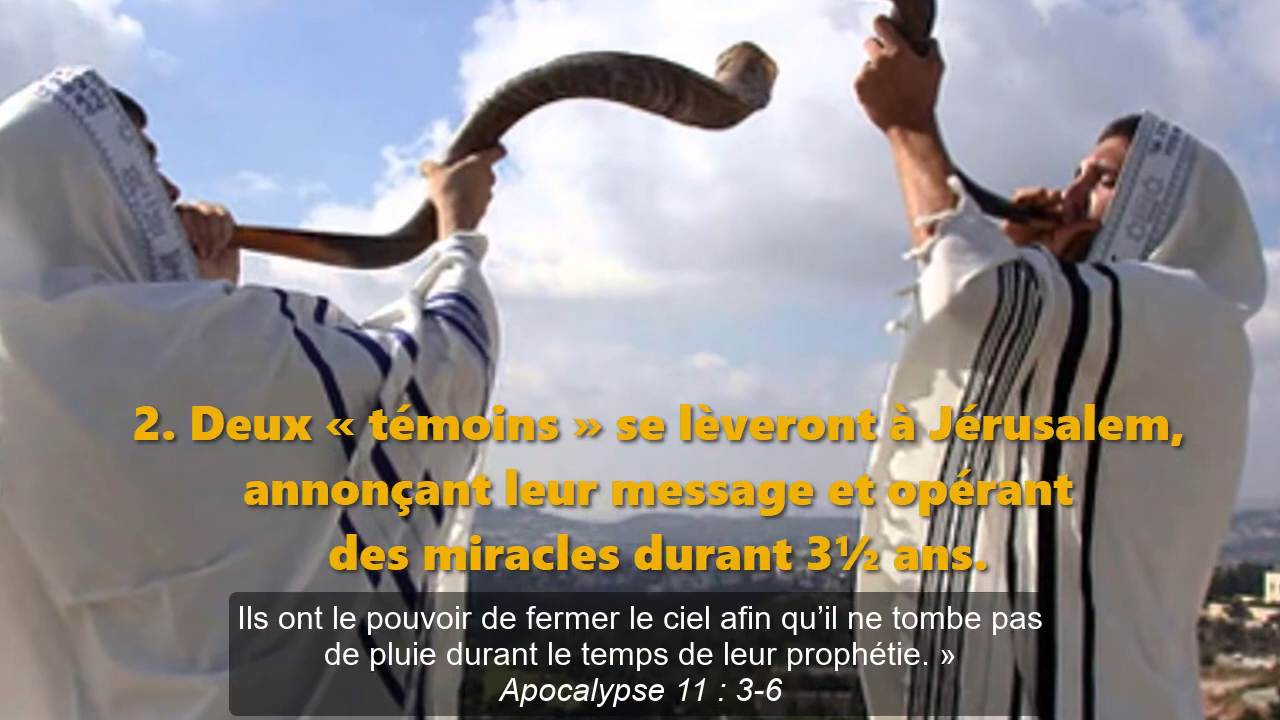 2. Deux « témoins » se lèveront à Jérusalem,
annonçant leur message et opérant
des miracles durant 3½ ans.
Ils ont le pouvoir de fermer le ciel afin qu’il ne tombe pas
de pluie durant le temps de leur prophétie. »
Apocalypse 11 : 3-6